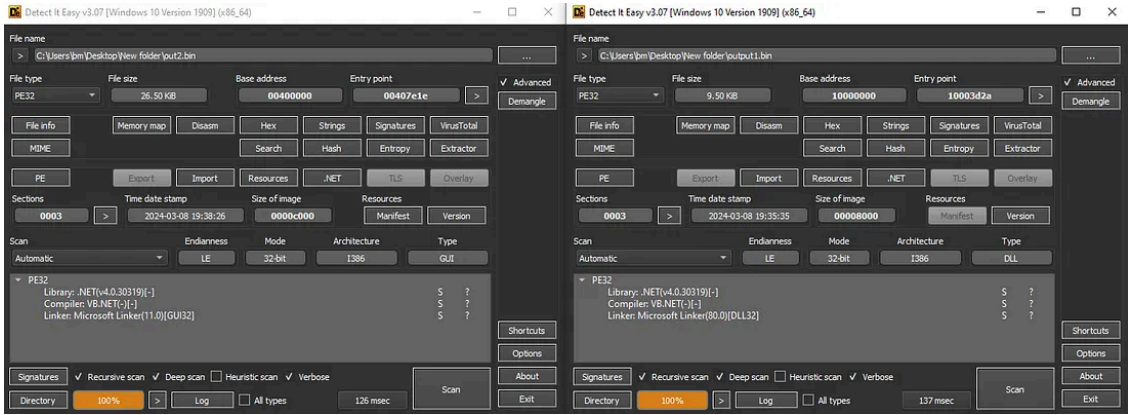 Detect It Easy v3.07 [Windows 10 Version 1909] (x86_64)
File name
> C:\Users\bm\Desktop\New folder\out2.bin ...
File type File size Base address Entry point Advanced
PE32 26.50 KiB 00400000 00407e1e > Demangle
File info Memory map Disasm Hex Strings Signatures VirusTotal
MIME Search Hash Entropy Extractor
PE Export Import Resources .NET TLS Overlay
Sections Time date stamp Size of image Resources
0003 > 2024-03-08 19:38:26 0000c000 Manifest Version
Scan Endianness Mode Architecture Type
Automatic LE 32-bit I386 GUI
PE32
Library: .NET(v4.0.30319)[-] S ?
Compiler: VB.NET(-)[-] S ?
Linker: Microsoft Linker(11.0)[GUI32] S ?
Shortcuts
Options
Signatures Recursive scan Deep scan Heuristic scan Verbose Scan About
Directory 100% > Log All types 126 msec Exit
Detect It Easy v3.07 [Windows 10 Version 1909] (x86_64)
File name
> C:\Users\bm\Desktop\New folder\output1.bin ...
File type File size Base address Entry point Advanced
PE32 9.50 KiB 10000000 10003d2a > Demangle
File info Memory map Disasm Hex Strings Signatures VirusTotal
MIME Search Hash Entropy Extractor
PE Export Import Resources .NET TLS Overlay
Sections Time date stamp Size of image Resources
0003 > 2024-03-08 19:35:35 00008000 Manifest Version
Scan Endianness Mode Architecture Type
Automatic LE 32-bit I386 DLL
PE32
Library: .NET(v4.0.30319)[-] S ?
Compiler: VB.NET(-)[-] S ?
Linker: Microsoft Linker(80.0)[DLL32] S ?
Shortcuts
Options
Signatures Recursive scan Deep scan Heuristic scan Verbose Scan About
Directory 100% > Log All types 137 msec Exit